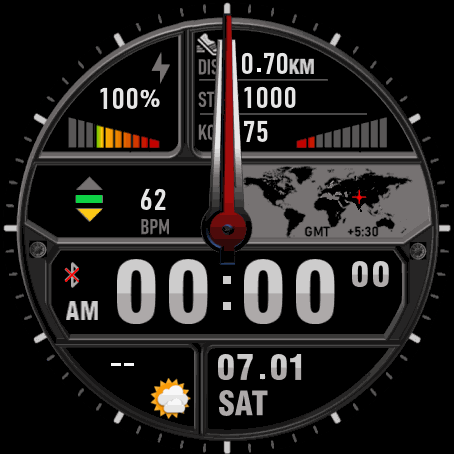 100%
DIS 0.70KM
ST 1000
KC 75
62
BPM
GMT +5:30
00:00 00
AM
--
07.01
SAT